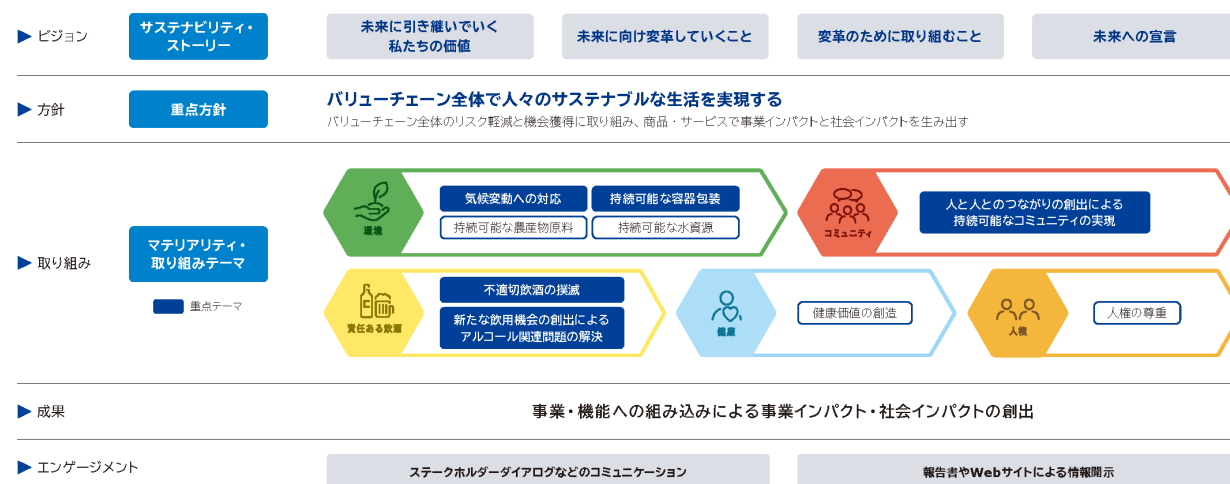 ビジョン
サステナビリティ・
ストーリー
未来に引き継いでいく
私たちの価値
未来に向け変革していくこと
変革のために取り組むこと
未来への宣言
方針
重点方針
バリューチェーン全体で人々のサステナブルな生活を実現する
バリューチェーン全体のリスク軽減と機会獲得に取り組み、商品・サービスで事業インパクトと社会インパクトを生み出す
取り組み
マテリアリティ・
取り組みテーマ
重点テーマ
環境
気候変動への対応
持続可能な容器包装
持続可能な農産物原料
持続可能な水資源
コミュニティ
人と人とのつながりの創出による
持続可能なコミュニティの実現
責任ある飲酒
不適切飲酒の撲滅
新たな飲用機会の創出による
アルコール関連問題の解決
健康
健康価値の創造
人権
人権の尊重
成果
事業・機能への組み込みによる事業インパクト・社会インパクトの創出
エンゲージメント
ステークホルダーダイアログなどのコミュニケーション
報告書やWebサイトによる情報開示